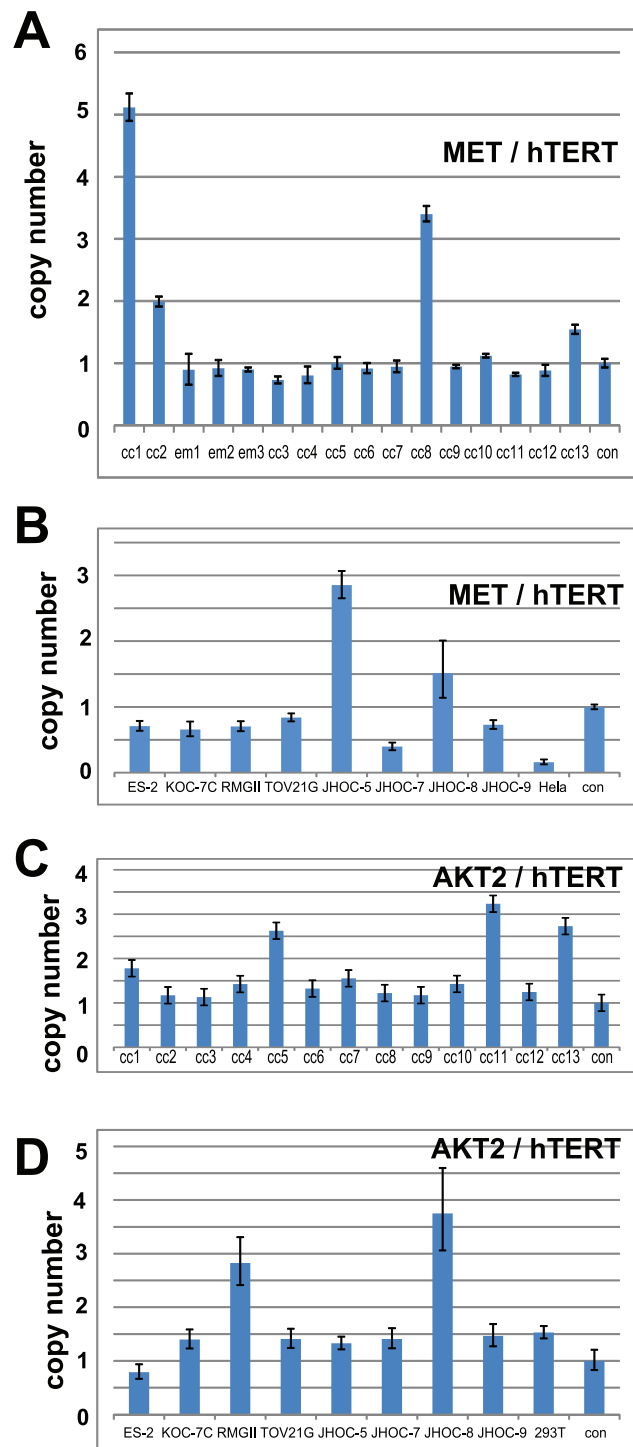 A
6
5
4
3
2
1
0
copy number
MET / hTERT
cc1 cc2 em1 em2 em3 cc3 cc4 cc5 cc6 cc7 cc8 cc9 cc10 cc11 cc12 cc13 con
B
3
2
1
0
copy number
MET / hTERT
ES-2 KOC-7C RMGII TOV21G JHOC-5 JHOC-7 JHOC-8 JHOC-9 Hela con
C
4
3
2
1
0
copy number
AKT2 / hTERT
cc1 cc2 cc3 cc4 cc5 cc6 cc7 cc8 cc9 cc10 cc11 cc12 cc13 con
D
5
4
3
2
1
0
copy number
AKT2 / hTERT
ES-2 KOC-7C RMGII TOV21G JHOC-5 JHOC-7 JHOC-8 JHOC-9 293T con